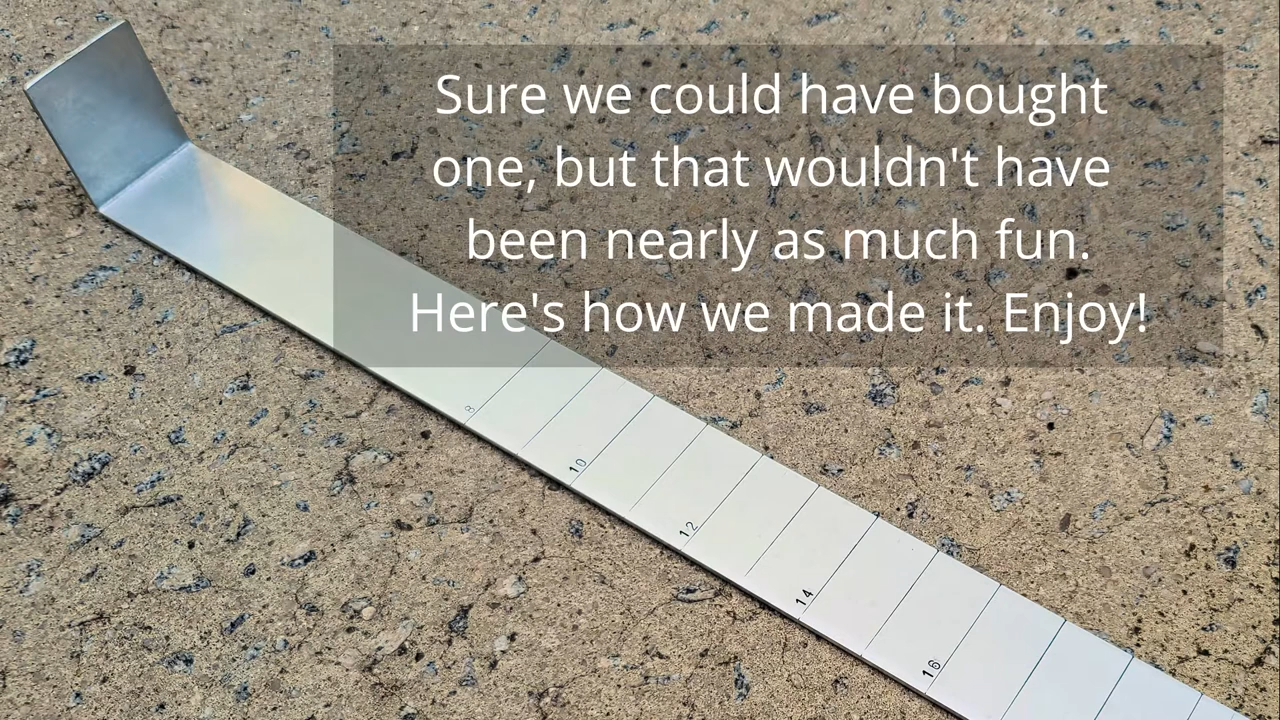 Sure we could have bought
one, but that wouldn't have
been nearly as much fun.
Here's how we made it. Enjoy!
8
10
12
14
16